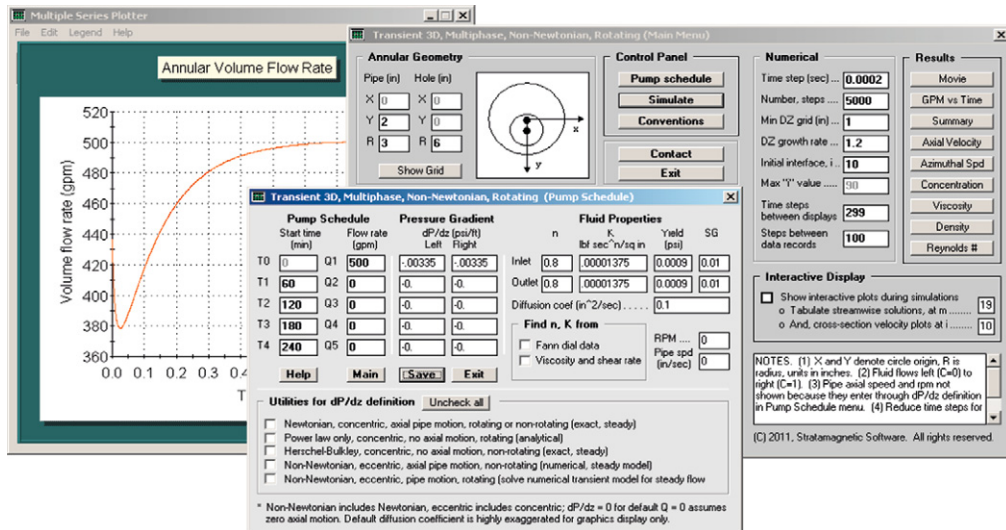 Multiple Series Plotter
File Edit Legend Help
Annular Volume Flow Rate
Volume flow rate (gpm)
520
500
480
460
440
420
400
380
360
0.0 0.1 0.2 0.3 0.4 0.5 0.6 0.7 0.8
T
Transient 3D, Multiphase, Non-Newtonian, Rotating (Main Menu)
Annular Geometry
Pipe (in) Hole (in)
X 0 X 0
Y 2 Y 0
R 3 R 6
Show Grid
x
y
Control Panel
Pump schedule
Simulate
Conventions
Contact
Exit
Numerical
Time step (sec) ... 0.0002
Number, steps .... 5000
Min DZ grid (in) ... 1
DZ growth rate ... 1.2
Initial interface, i .. 10
Max "i" value ..... 90
Time steps
between displays 299
Steps between
data records 100
Results
Movie
GPM vs Time
Summary
Axial Velocity
Azimuthal Spd
Concentration
Viscosity
Density
Reynolds #
Interactive Display
Show interactive plots during simulations
o Tabulate streamwise solutions, at m ........ 19
o And, cross-section velocity plots at i ........ 10
NOTES. (1) X and Y denote circle origin, R is
radius, units in inches. (2) Fluid flows left (C=0) to
right (C=1). (3) Pipe axial speed and rpm not
shown because they enter through dP/dz definition
in Pump Schedule menu. (4) Reduce time steps for
(C) 2011, Stratamagnetic Software. All rights reserved.
Transient 3D, Multiphase, Non-Newtonian, Rotating (Pump Schedule)
Pump Schedule Pressure Gradient Fluid Properties
Start time Flow rate dP/dz (psi/ft) n K Yield SG
(min) (gpm) Left Right lbf sec^n/sq in (psi)
T0 0 Q1 500 -.00335 -.00335 Inlet 0.8 .00001375 0.0009 0.01
T1 60 Q2 0 -0. -0. Outlet 0.8 .00001375 0.0009 0.01
T2 120 Q3 0 -0. -0. Diffusion coef (in^2/sec) ..... 0.1
T3 180 Q4 0 -0. -0.
T4 240 Q5 0 -0. -0.
Find n, K from
Fann dial data
Viscosity and shear rate
RPM .... 0
Pipe spd
(in/sec) 0
Help Main Save Exit
Utilities for dP/dz definition Uncheck all
Newtonian, concentric, axial pipe motion, rotating or non-rotating (exact, steady)
Power law only, concentric, no axial motion, rotating (analytical)
Herschel-Bulkley, concentric, no axial motion, non-rotating (exact, steady)
Non-Newtonian, eccentric, axial pipe motion, non-rotating (numerical, steady model)
Non-Newtonian, eccentric, pipe motion, rotating (solve numerical transient model for steady flow
* Non-Newtonian includes Newtonian, eccentric includes concentric; dP/dz = 0 for default Q = 0 assumes
zero axial motion. Default diffusion coefficient is highly exaggerated for graphics display only.